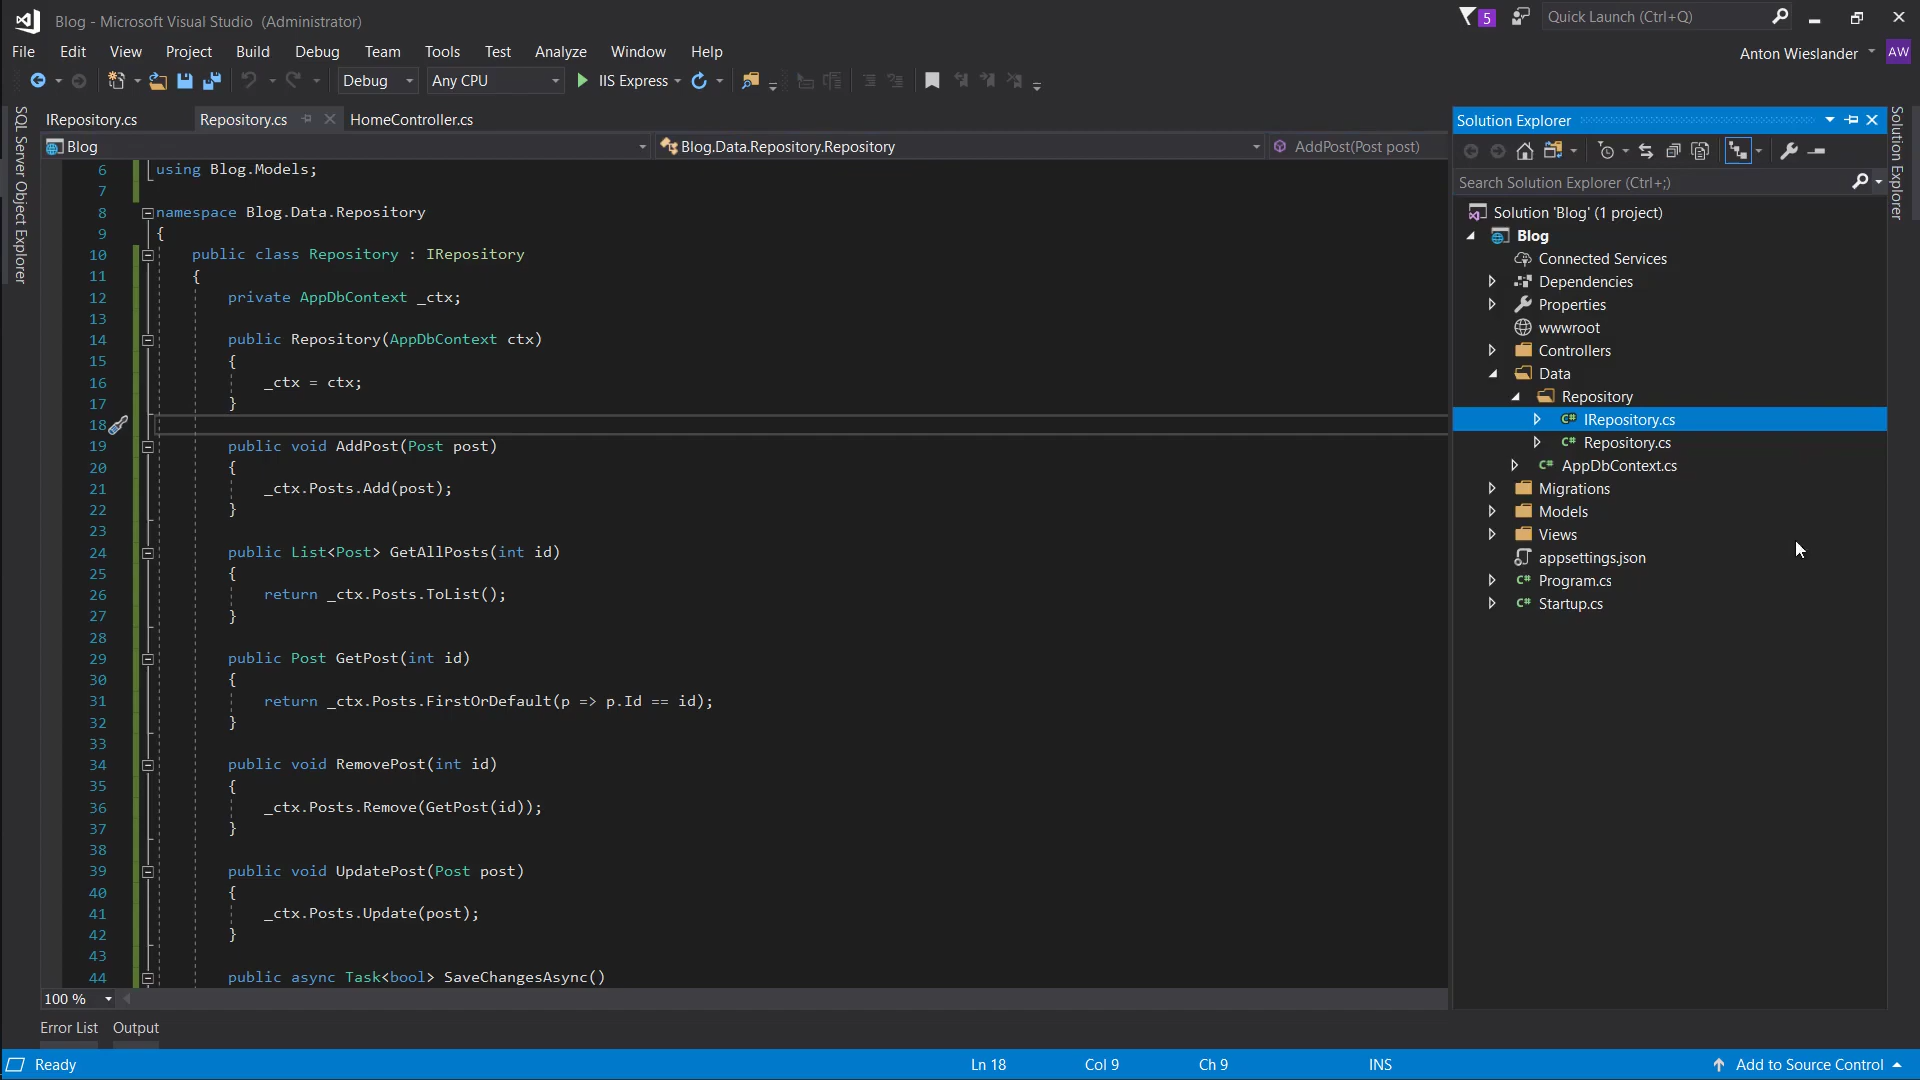 Blog - Microsoft Visual Studio (Administrator)
5
Quick Launch (Ctrl+Q)
File Edit View Project Build Debug Team Tools Test Analyze Window Help
Anton Wieslander AW
Debug Any CPU IIS Express
SQL Server Object Explorer
IRepository.cs Repository.cs HomeController.cs
Blog Blog.Data.Repository.Repository AddPost(Post post)
6 using Blog.Models;
7
8 namespace Blog.Data.Repository
9 {
10 public class Repository : IRepository
11 {
12 private AppDbContext _ctx;
13
14 public Repository(AppDbContext ctx)
15 {
16 _ctx = ctx;
17 }
18
19 public void AddPost(Post post)
20 {
21 _ctx.Posts.Add(post);
22 }
23
24 public List<Post> GetAllPosts(int id)
25 {
26 return _ctx.Posts.ToList();
27 }
28
29 public Post GetPost(int id)
30 {
31 return _ctx.Posts.FirstOrDefault(p => p.Id == id);
32 }
33
34 public void RemovePost(int id)
35 {
36 _ctx.Posts.Remove(GetPost(id));
37 }
38
39 public void UpdatePost(Post post)
40 {
41 _ctx.Posts.Update(post);
42 }
43
44 public async Task<bool> SaveChangesAsync()
100 %
Solution Explorer
Search Solution Explorer (Ctrl+;)
Solution 'Blog' (1 project)
Blog
Connected Services
Dependencies
Properties
wwwroot
Controllers
Data
Repository
C# IRepository.cs
C# Repository.cs
C# AppDbContext.cs
Migrations
Models
Views
appsettings.json
C# Program.cs
C# Startup.cs
Solution Explorer
Error List Output
Ready Ln 18 Col 9 Ch 9 INS Add to Source Control